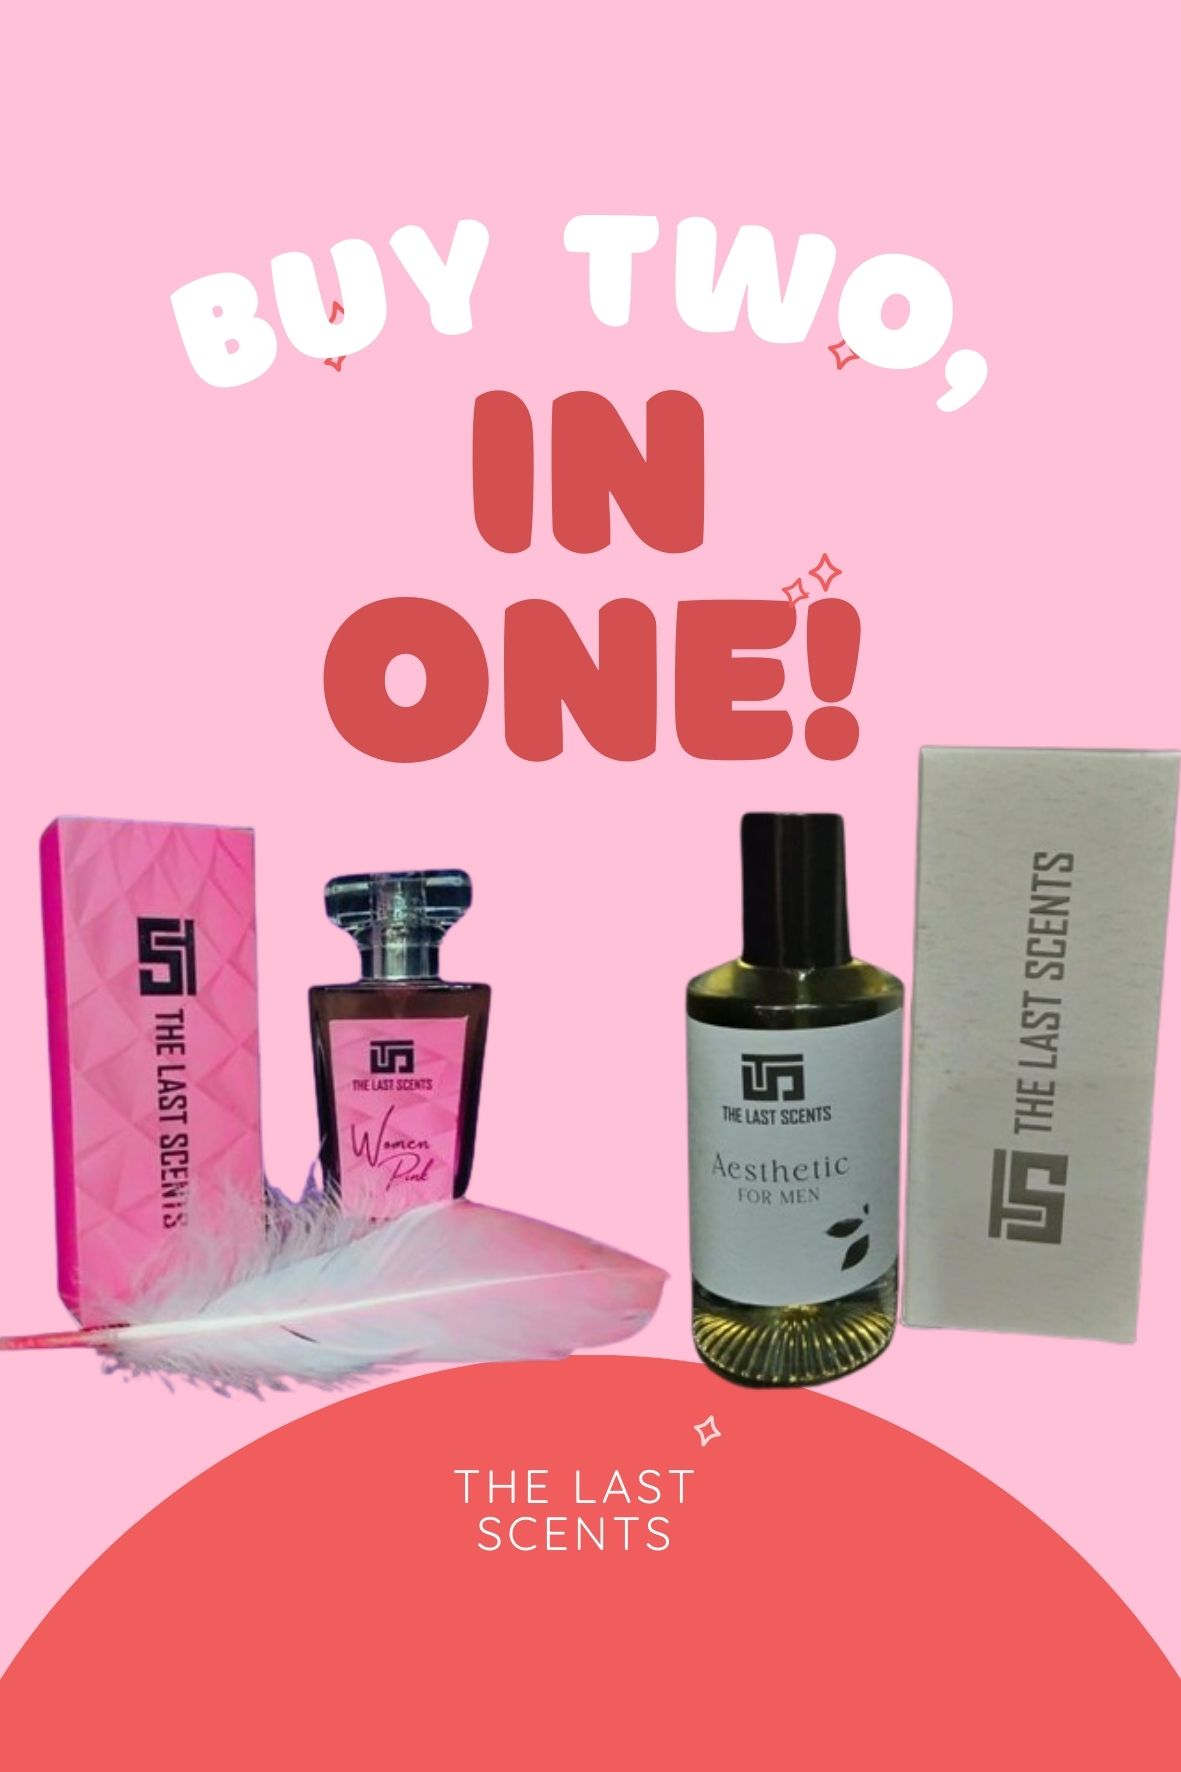 BUY TWO,
IN
ONE!
THE LAST SCENTS
THE LAST SCENTS
Women
Pink
THE LAST SCENTS
Aesthetic
FOR MEN
THE LAST SCENTS
THE LAST
SCENTS